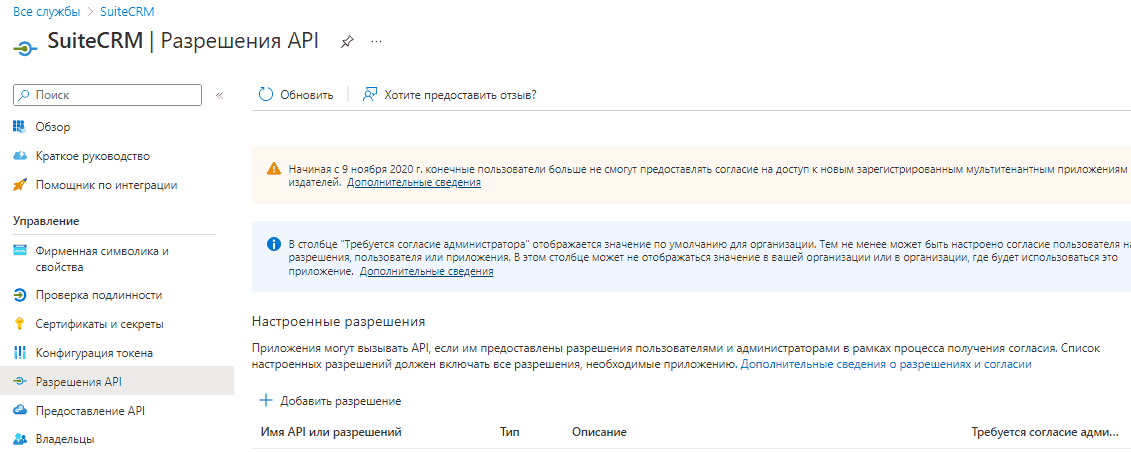 Все службы > SuiteCRM
SuiteCRM | Разрешения API
Поиск
Обзор
Краткое руководство
Помощник по интеграции
Управление
Фирменная символика и
свойства
Проверка подлинности
Сертификаты и секреты
Конфигурация токена
Разрешения API
Предоставление API
Владельцы
Обновить
Хотите предоставить отзыв?
Начиная с 9 ноября 2020 г. конечные пользователи больше не смогут предоставлять согласие на доступ к новым зарегистрированным мультитенантным приложениям
издателей. Дополнительные сведения
В столбце "Требуется согласие администратора" отображается значение по умолчанию для организации. Тем не менее может быть настроено согласие пользователя на
разрешения, пользователя или приложения. В этом столбце может не отображаться значение в вашей организации или в организации, где будет использоваться это
приложение. Дополнительные сведения
Настроенные разрешения
Приложения могут вызывать API, если им предоставлены разрешения пользователями и администраторами в рамках процесса получения согласия. Список
настроенных разрешений должен включать все разрешения, необходимые приложению. Дополнительные сведения о разрешениях и согласии
Добавить разрешение
Имя API или разрешений Тип Описание Требуется согласие адми...